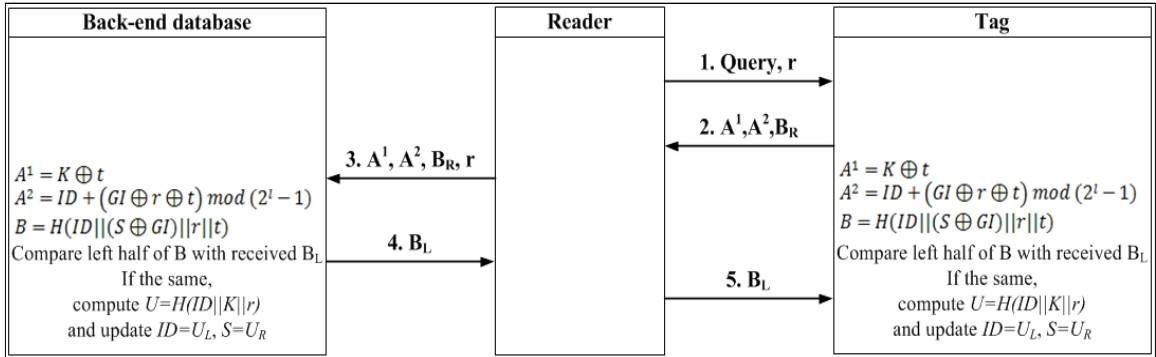 Back-end database
Reader
Tag
1. Query, r
2. A¹,A²,B_R
3. A¹, A², B_R, r
A¹ = K ⊕ t
A² = ID + (GI ⊕ r ⊕ t) mod (2ˡ − 1)
B = H(ID||(S ⊕ GI)||r||t)
Compare left half of B with received B_L
If the same,
compute U=H(ID||K||r)
and update ID=U_L, S=U_R
4. B_L
5. B_L
A¹ = K ⊕ t
A² = ID + (GI ⊕ r ⊕ t) mod (2ˡ − 1)
B = H(ID||(S ⊕ GI)||r||t)
Compare left half of B with received B_L
If the same,
compute U=H(ID||K||r)
and update ID=U_L, S=U_R